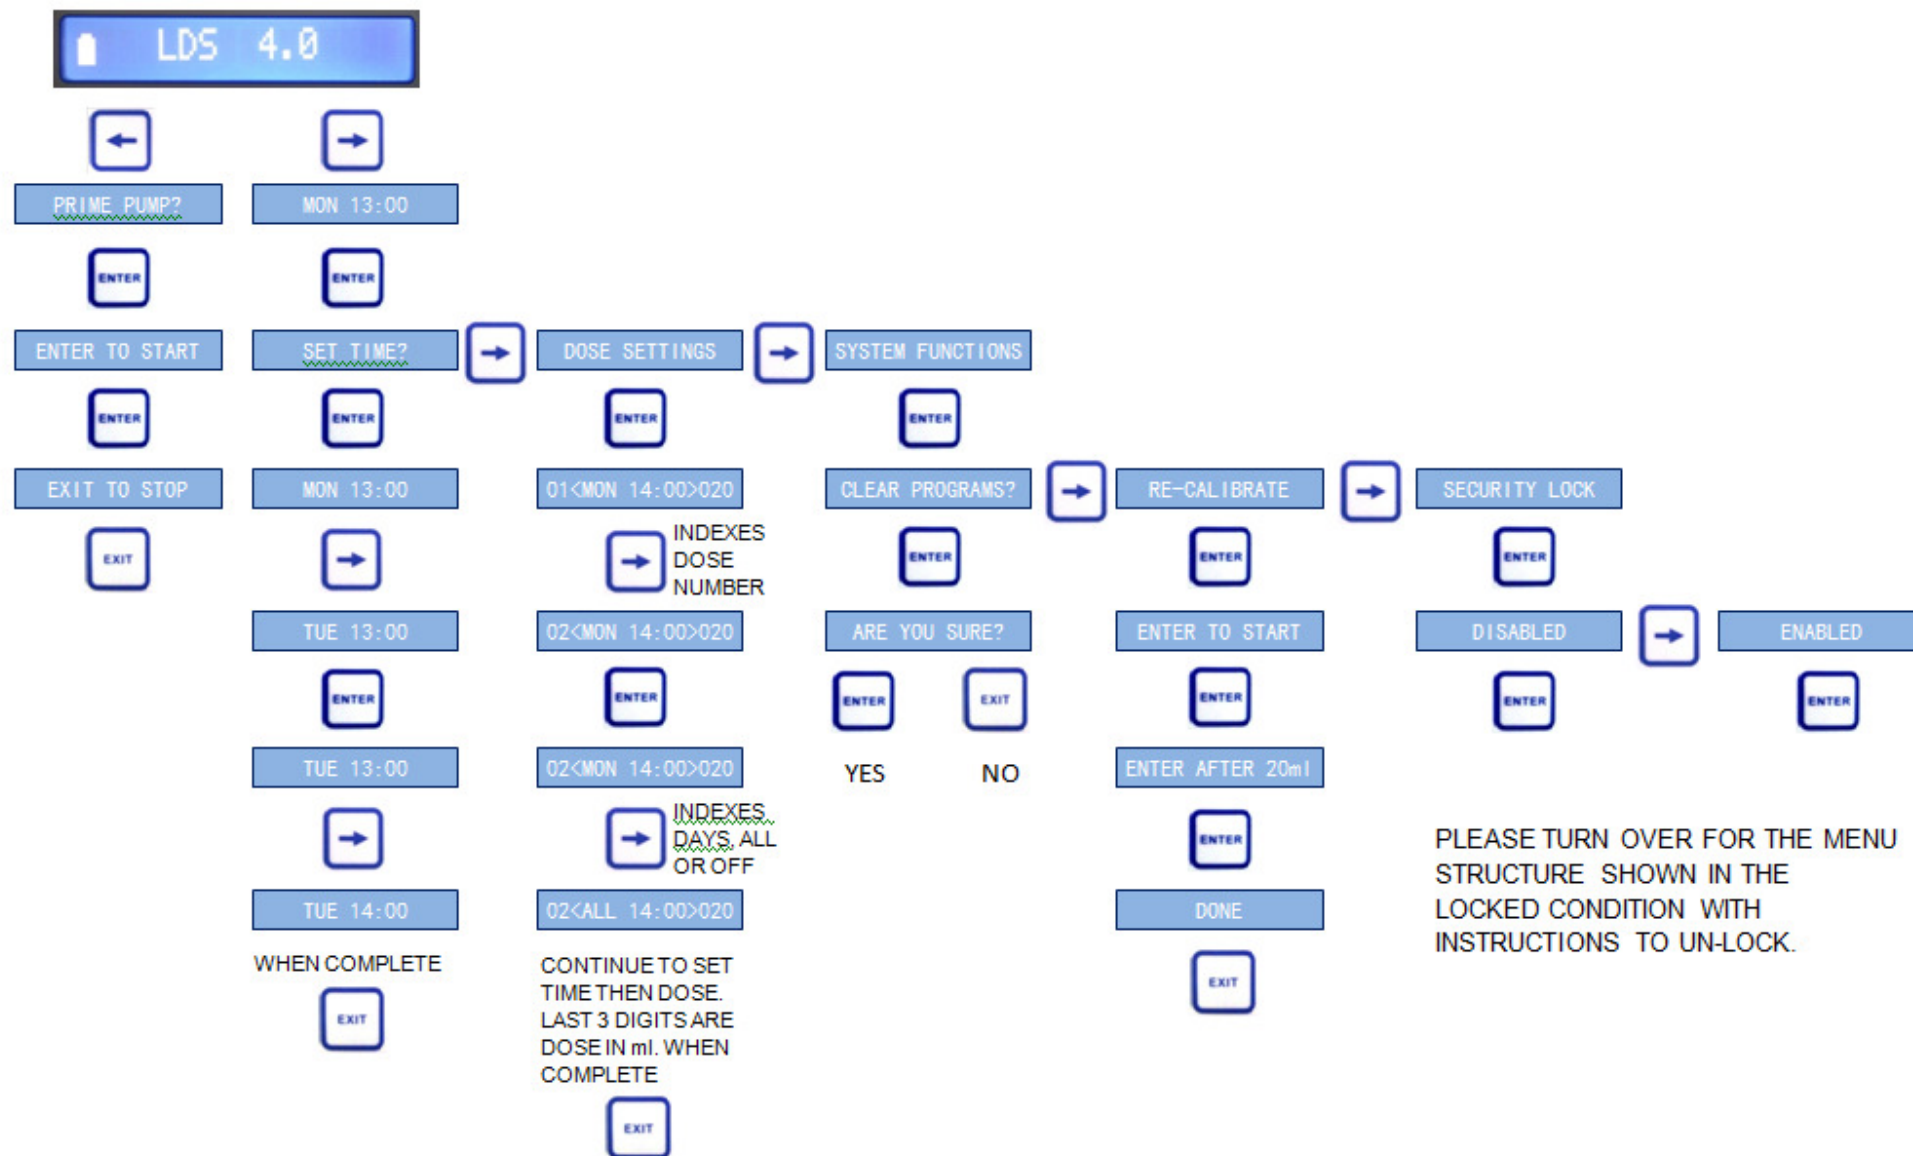 LDS 4.0
PRIME PUMP?
MON 13:00
ENTER
ENTER
ENTER TO START
SET TIME?
DOSE SETTINGS
SYSTEM FUNCTIONS
ENTER
ENTER
ENTER
ENTER
EXIT TO STOP
MON 13:00
01<MON 14:00>020
CLEAR PROGRAMS?
RE-CALIBRATE
SECURITY LOCK
EXIT
INDEXES
DOSE
NUMBER
ENTER
ENTER
ENTER
TUE 13:00
02<MON 14:00>020
ARE YOU SURE?
ENTER TO START
DISABLED
ENABLED
ENTER
ENTER
ENTER
EXIT
ENTER
ENTER
ENTER
TUE 13:00
02<MON 14:00>020
YES
NO
ENTER AFTER 20ml
INDEXES
DAYS, ALL
OR OFF
ENTER
TUE 14:00
02<ALL 14:00>020
DONE
PLEASE TURN OVER FOR THE MENU
STRUCTURE SHOWN IN THE
LOCKED CONDITION WITH
INSTRUCTIONS TO UN-LOCK.
WHEN COMPLETE
EXIT
CONTINUE TO SET
TIME THEN DOSE.
LAST 3 DIGITS ARE
DOSE IN ml. WHEN
COMPLETE
EXIT
EXIT